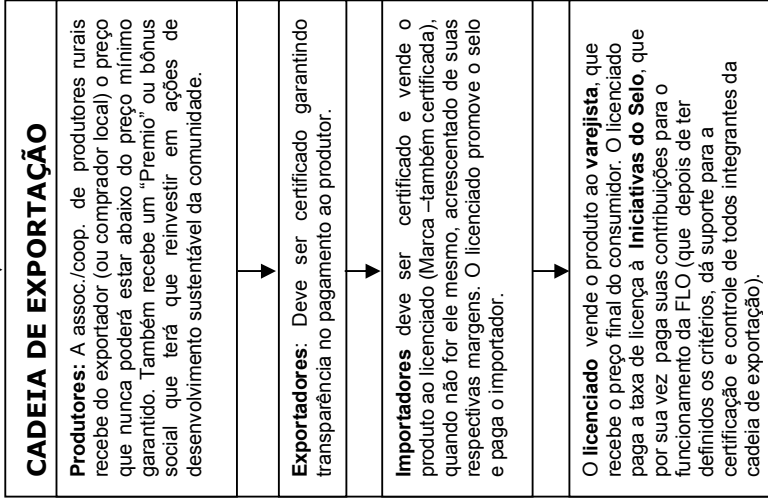 CADEIA DE EXPORTAÇÃO
Produtores: A assoc./coop. de produtores rurais
recebe do exportador (ou comprador local) o preço
que nunca poderá estar abaixo do preço mínimo
garantido. Também recebe um "Premio" ou bônus
social que terá que reinvestir em ações de
desenvolvimento sustentável da comunidade.
Exportadores: Deve ser certificado garantindo
transparência no pagamento ao produtor.
Importadores deve ser certificado e vende o
produto ao licenciado (Marca –também certificada),
quando não for ele mesmo, acrescentado de suas
respectivas margens. O licenciado promove o selo
e paga o importador.
O licenciado vende o produto ao varejista, que
recebe o preço final do consumidor. O licenciado
paga a taxa de licença à Iniciativas do Selo, que
por sua vez paga suas contribuições para o
funcionamento da FLO (que depois de ter
definidos os critérios, dá suporte para a
certificação e controle de todos integrantes da
cadeia de exportação).